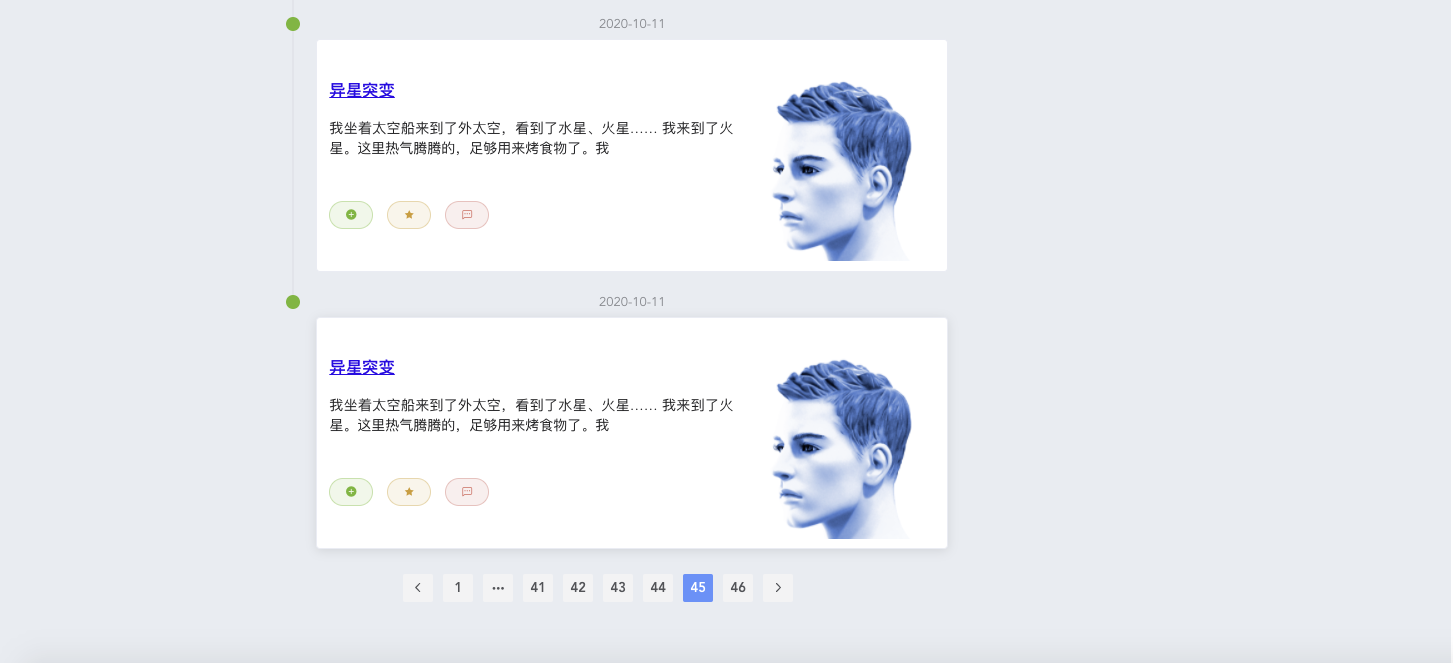 2020-10-11
异星突变
我坐着太空船来到了外太空，看到了水星、火星…… 我来到了火
星。这里热气腾腾的，足够用来烤食物了。我
2020-10-11
异星突变
我坐着太空船来到了外太空，看到了水星、火星…… 我来到了火
星。这里热气腾腾的，足够用来烤食物了。我
1 ··· 41 42 43 44 45 46